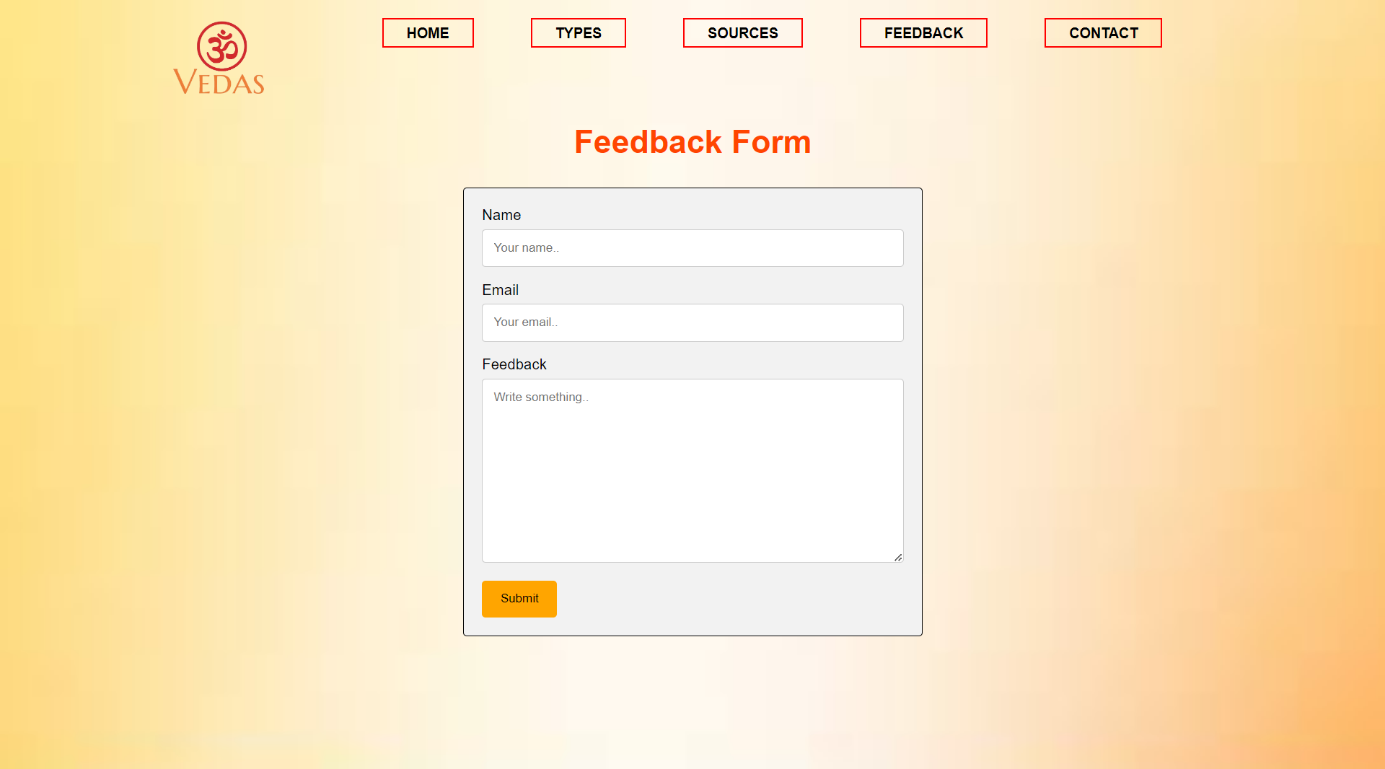 HOME
TYPES
SOURCES
FEEDBACK
CONTACT
ॐ
VEDAS
Feedback Form
Name
Your name..
Email
Your email..
Feedback
Write something..
Submit